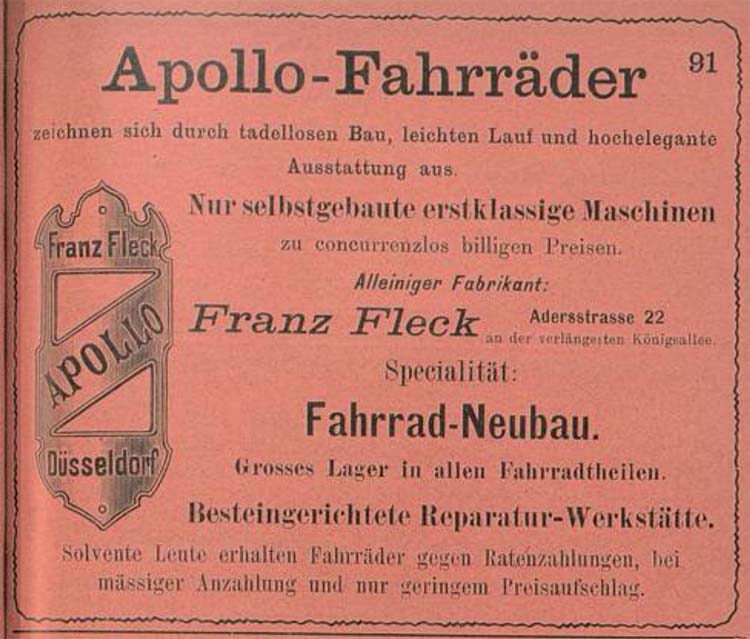 Apollo-Fahrräder 91
zeichnen sich durch tadellosen Bau, leichten Lauf und hochelegante
Ausstattung aus.
Nur selbstgebaute erstklassige Maschinen
zu concurrenzlos billigen Preisen.
Alleiniger Fabrikant:
Franz Fleck Adersstrasse 22
an der verlängerten Königsallee.
Specialität:
Fahrrad-Neubau.
Grosses Lager in allen Fahrradtheilen.
Besteingerichtete Reparatur-Werkstätte.
Solvente Leute erhalten Fahrräder gegen Ratenzahlungen, bei
mässiger Anzahlung und nur geringem Preisaufschlag.
Franz Fleck
APOLLO
Düsseldorf